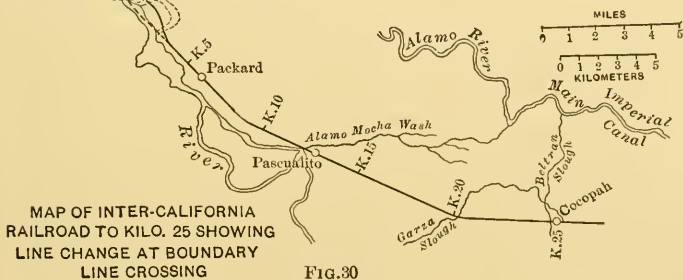 MILES
0 1 2 3 4 5
0 1 2 3 4 5
KILOMETERS
K.5
Packard
Alamo River
K.10
Main Imperial Canal
River
Alamo Mocha Wash
Pascualito
K.15
Beltran Slough
K.20
Cocopah
Garza Slough
K.25
MAP OF INTER-CALIFORNIA
RAILROAD TO KILO. 25 SHOWING
LINE CHANGE AT BOUNDARY
LINE CROSSING
FIG.30